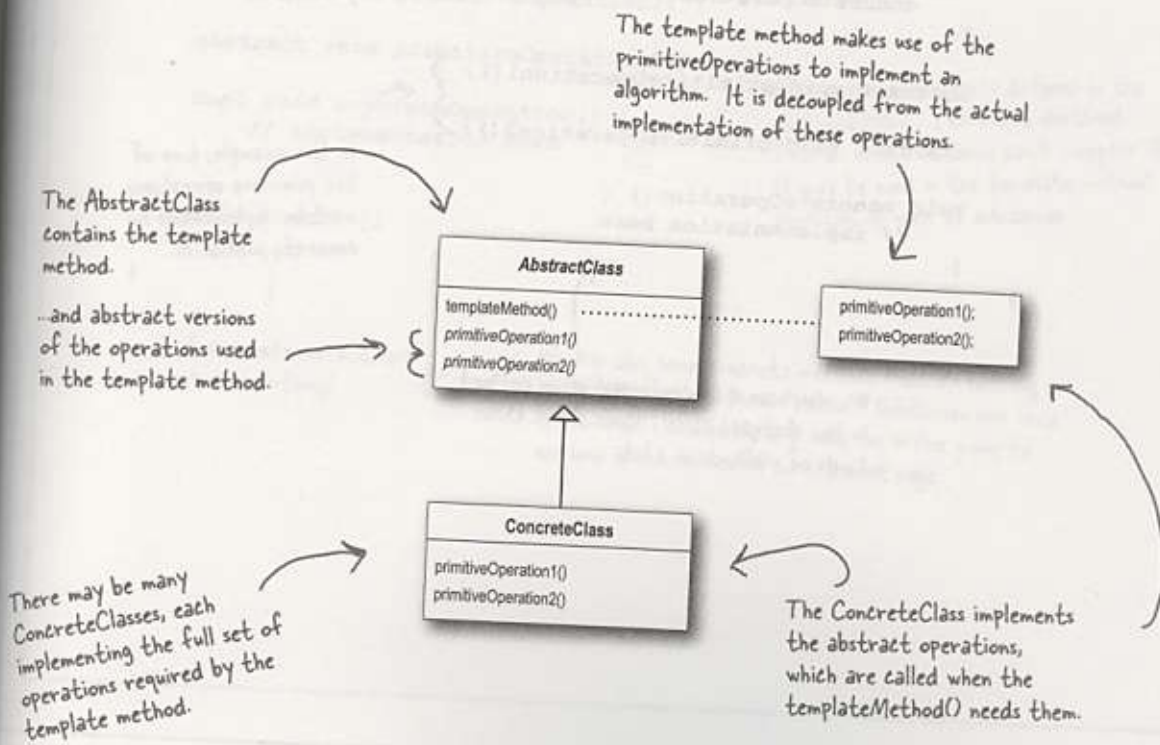 The template method makes use of the
primitiveOperations to implement an
algorithm. It is decoupled from the actual
implementation of these operations.
The AbstractClass
contains the template
method.
...and abstract versions
of the operations used
in the template method.
AbstractClass
templateMethod()
primitiveOperation1()
primitiveOperation2()
primitiveOperation1();
primitiveOperation2();
ConcreteClass
primitiveOperation1()
primitiveOperation2()
There may be many
ConcreteClasses, each
implementing the full set of
operations required by the
template method.
The ConcreteClass implements
the abstract operations,
which are called when the
templateMethod() needs them.